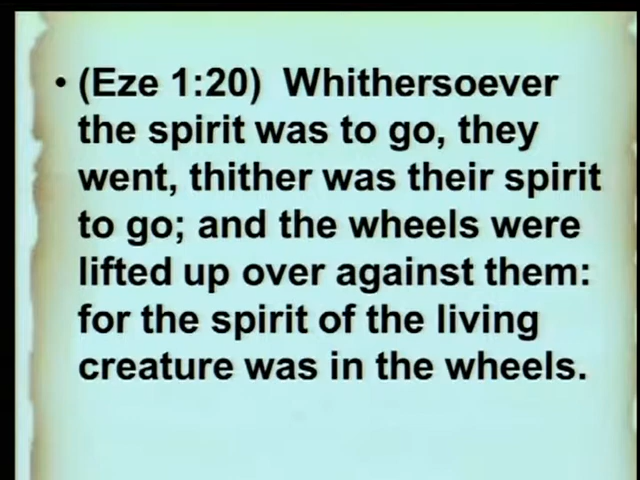 • (Eze 1:20)  Whithersoever
the spirit was to go, they
went, thither was their spirit
to go; and the wheels were
lifted up over against them:
for the spirit of the living
creature was in the wheels.